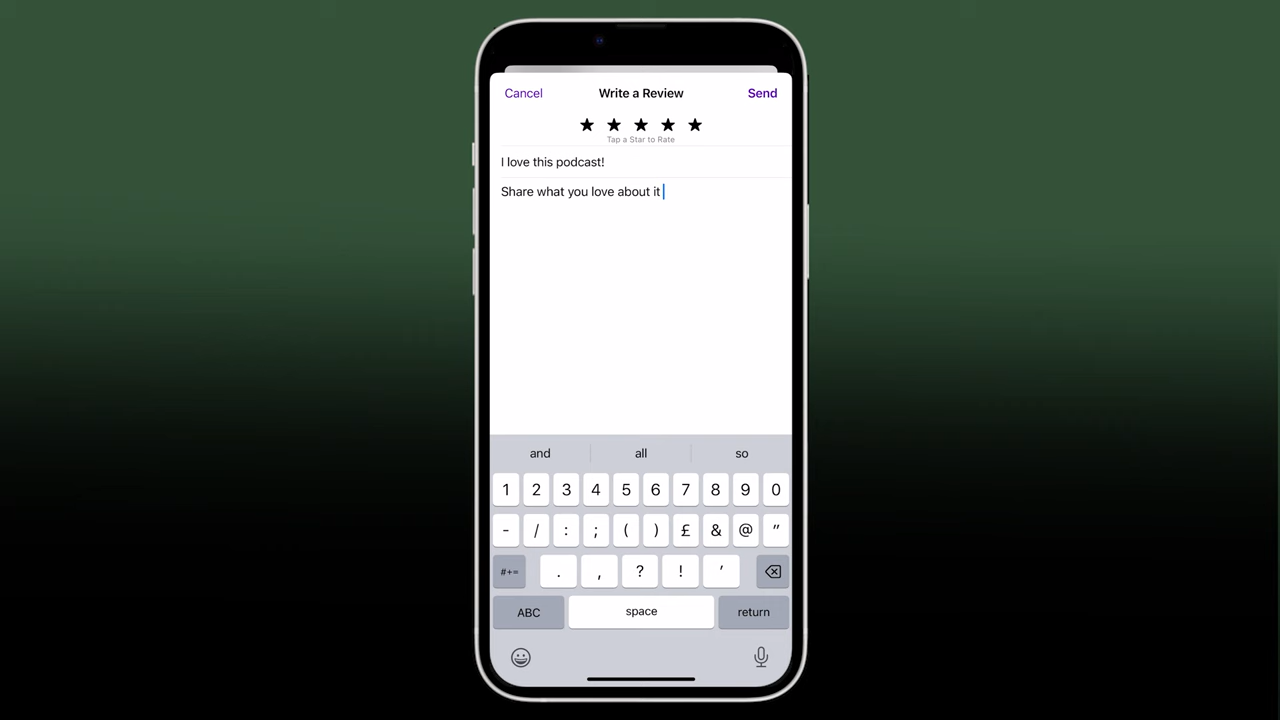 Cancel Write a Review Send
★ ★ ★ ★ ★
Tap a Star to Rate
I love this podcast!
Share what you love about it
and all so
1 2 3 4 5 6 7 8 9 0
- / : ; ( ) £ & @ ”
#+= . , ? ! ’
ABC space return